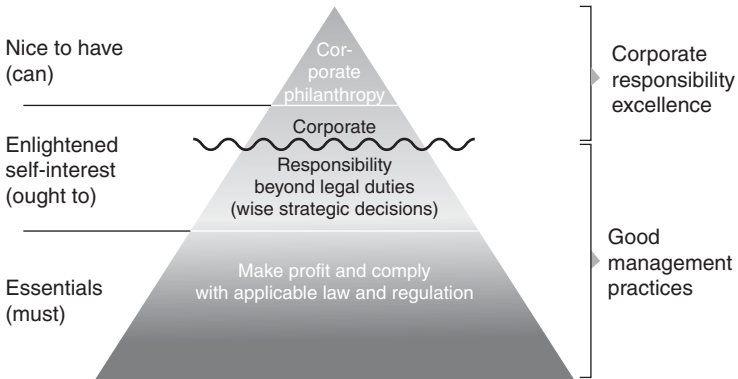 Nice to have
(can)
Cor-
porate
philanthropy
Corporate
responsibility
excellence
Enlightened
self-interest
(ought to)
Corporate
Responsibility
beyond legal duties
(wise strategic decisions)
Good
management
practices
Essentials
(must)
Make profit and comply
with applicable law and regulation